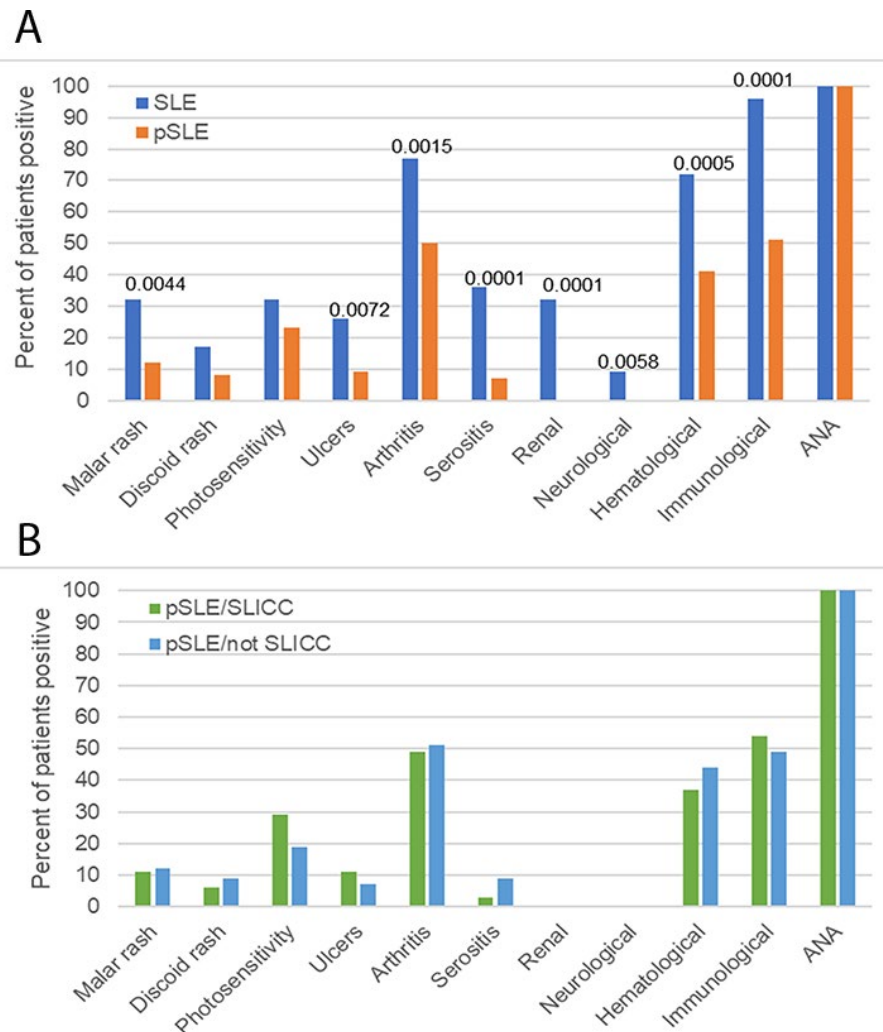 A
Percent of patients positive
100
90
80
70
60
50
40
30
20
10
0
SLE
pSLE
0.0044
0.0072
0.0015
0.0001
0.0001
0.0058
0.0005
0.0001
Malar rash
Discoid rash
Photosensitivity
Ulcers
Arthritis
Serositis
Renal
Neurological
Hematological
Immunological
ANA
B
Percent of patients positive
100
90
80
70
60
50
40
30
20
10
0
pSLE/SLICC
pSLE/not SLICC
Malar rash
Discoid rash
Photosensitivity
Ulcers
Arthritis
Serositis
Renal
Neurological
Hematological
Immunological
ANA